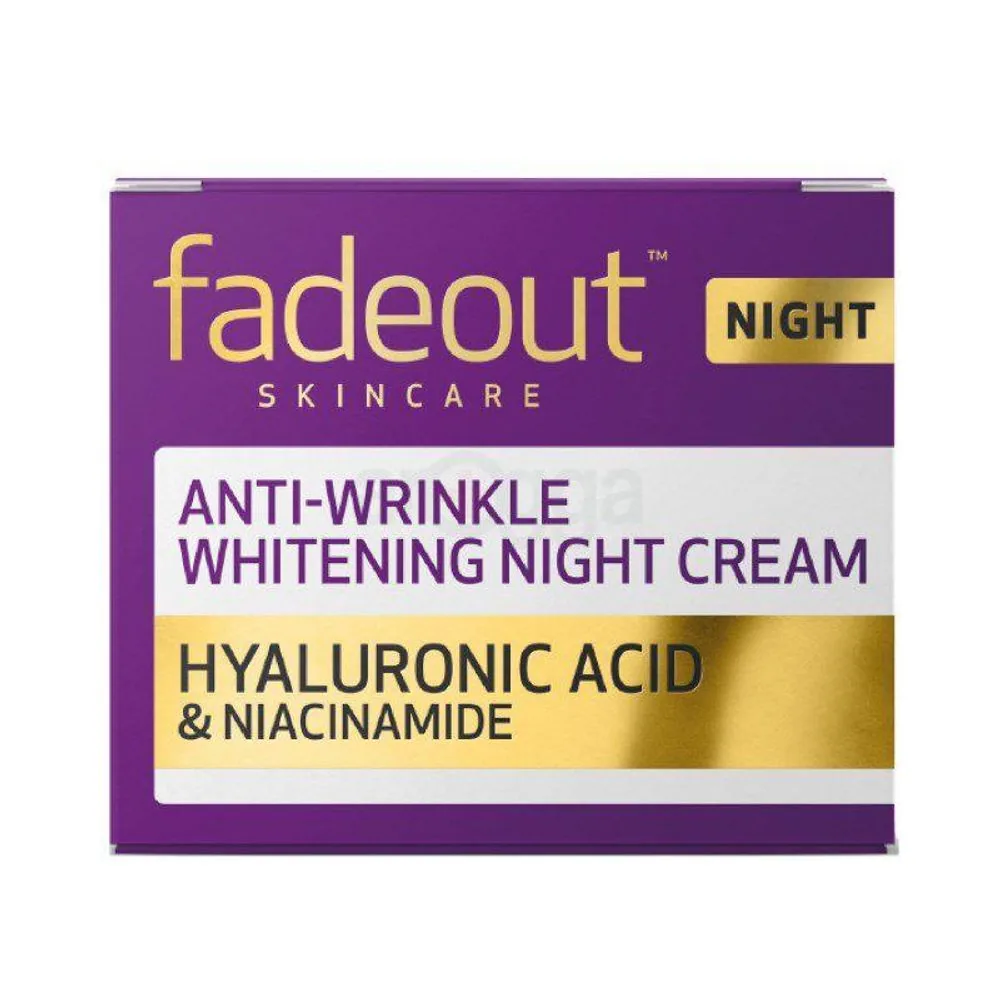 fadeout™
SKINCARE
NIGHT
ANTI-WRINKLE
WHITENING NIGHT CREAM
HYALURONIC ACID
& NIACINAMIDE